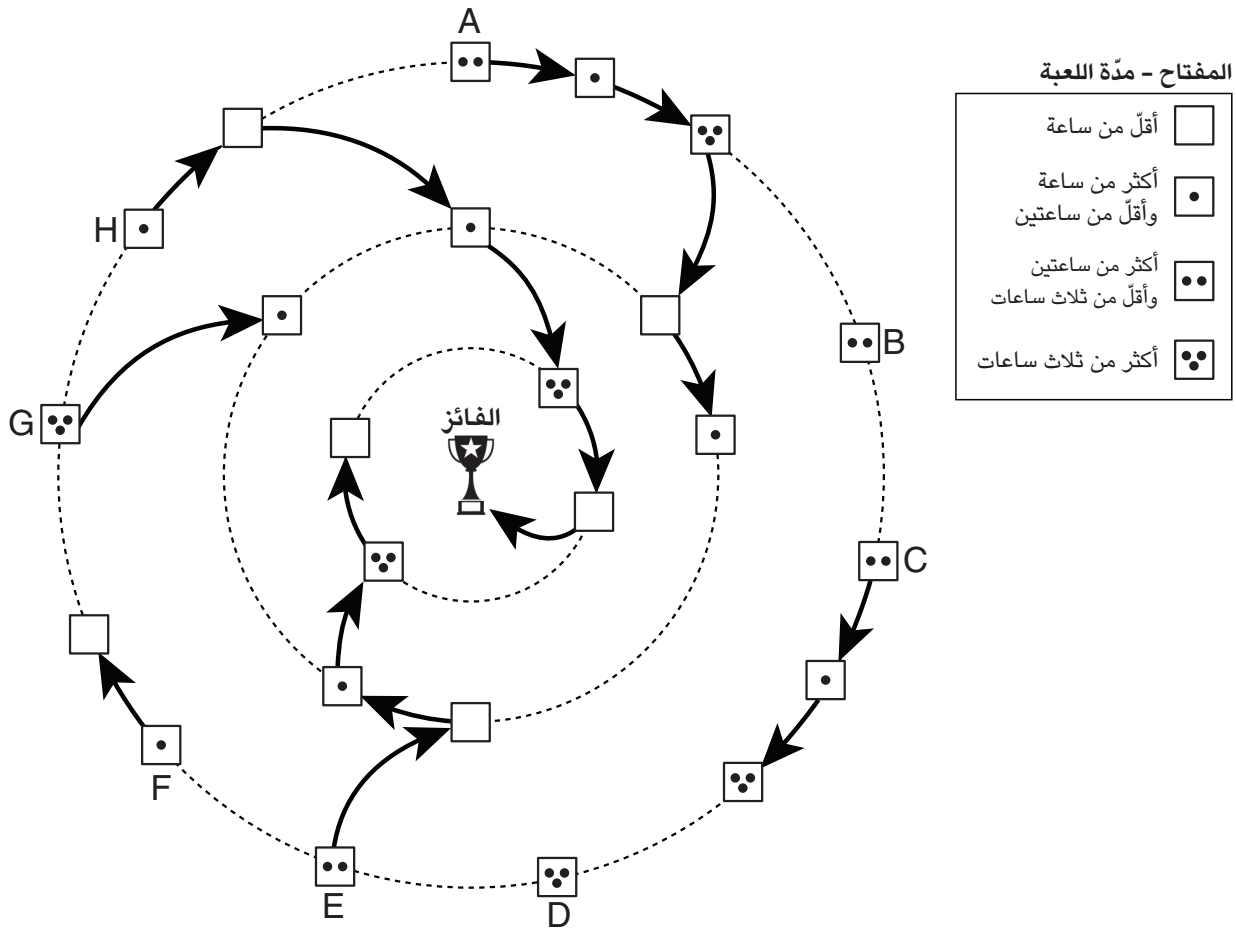 A
المفتاح – مدّة اللعبة
أقلّ من ساعة
أكثر من ساعة
وأقلّ من ساعتين
أكثر من ساعتين
وأقلّ من ثلاث ساعات
أكثر من ثلاث ساعات
H
B
G
الفائز
C
F
E
D